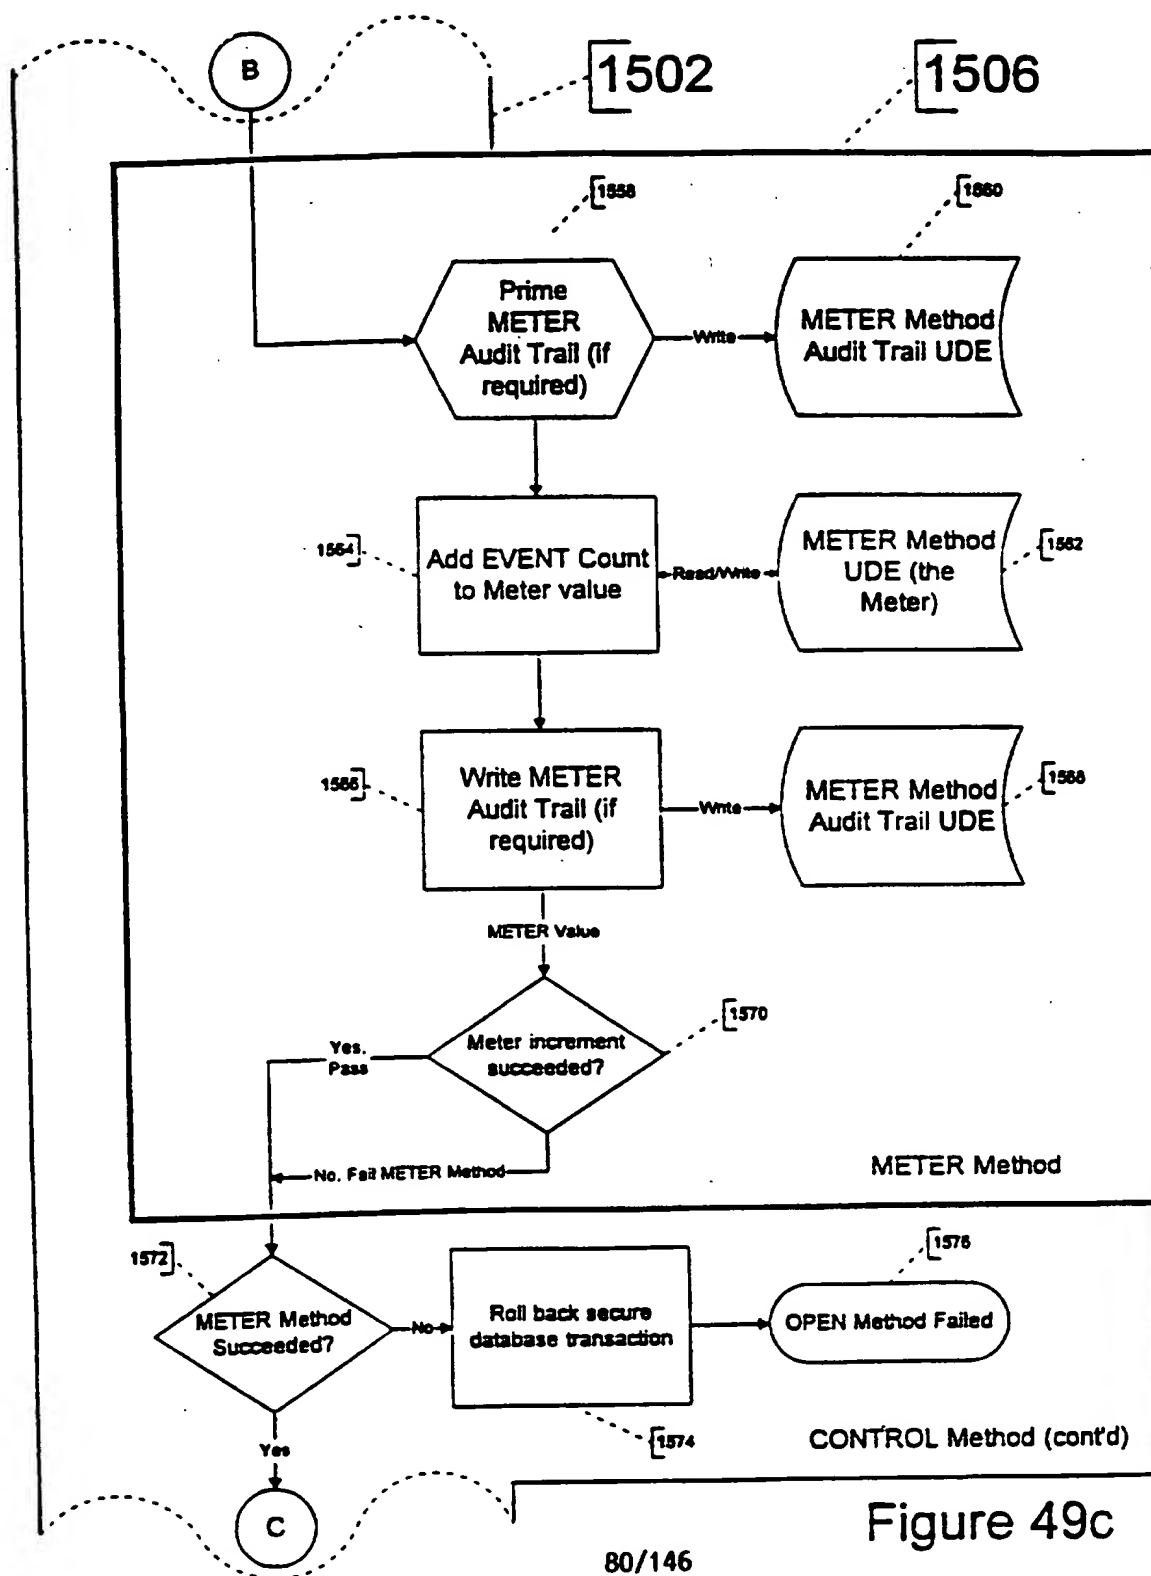 B
1502
1506
1558
1560
Prime
METER
Audit Trail (if
required)
Write
METER Method
Audit Trail UDE
1564
Add EVENT Count
to Meter value
Read/Write
METER Method
UDE (the
Meter)
1562
1566
Write METER
Audit Trail (if
required)
Write
METER Method
Audit Trail UDE
1568
METER Value
Meter increment
succeeded?
1570
Yes.
Pass
No. Fail METER Method
METER Method
1572
METER Method
Succeeded?
No
Roll back secure
database transaction
1576
OPEN Method Failed
1574
Yes
CONTROL Method (cont'd)
C
Figure 49c
80/146